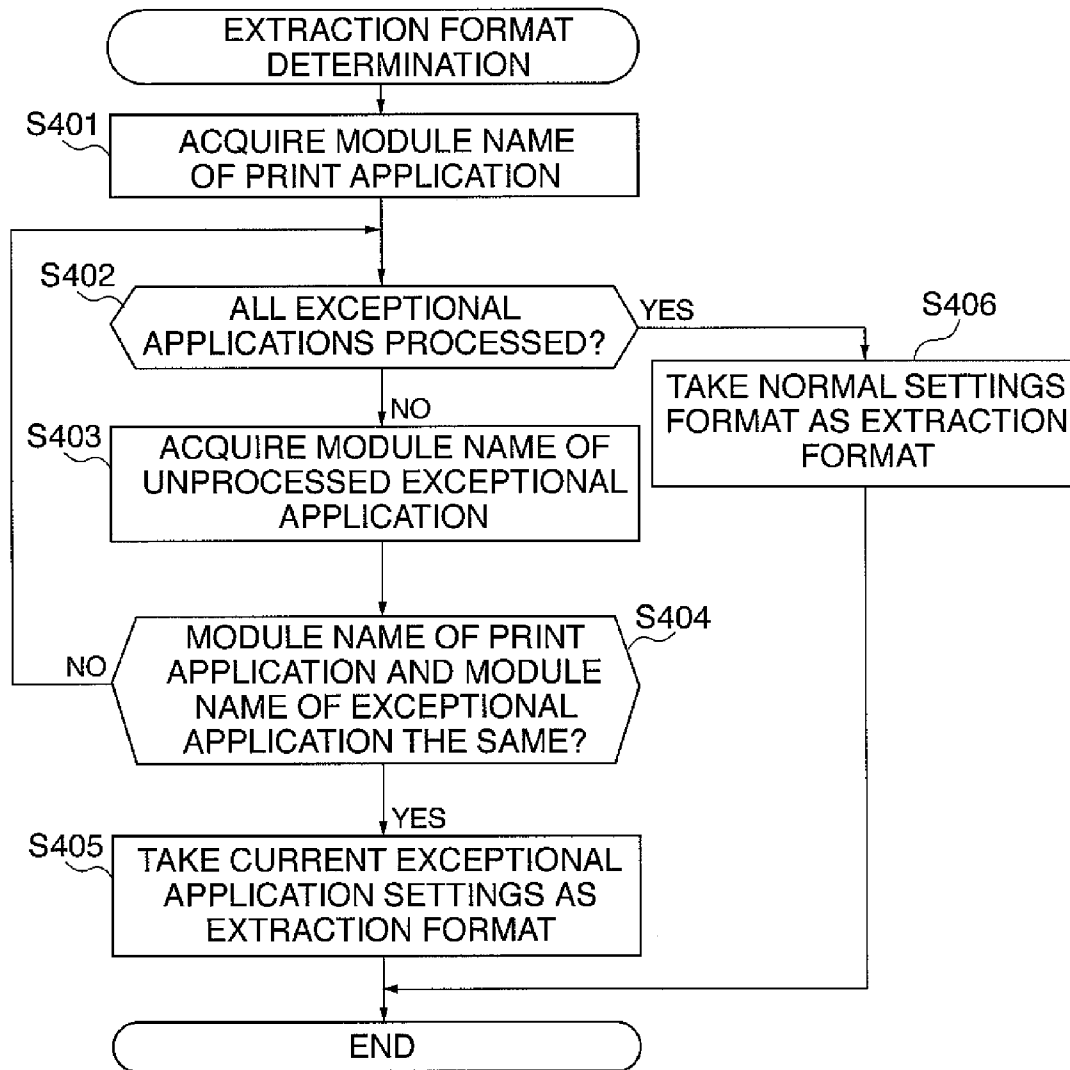 EXTRACTION FORMAT
DETERMINATION
S401
ACQUIRE MODULE NAME
OF PRINT APPLICATION
S402
ALL EXCEPTIONAL
APPLICATIONS PROCESSED?
YES
S406
TAKE NORMAL SETTINGS
FORMAT AS EXTRACTION
FORMAT
NO
S403
ACQUIRE MODULE NAME OF
UNPROCESSED EXCEPTIONAL
APPLICATION
S404
MODULE NAME OF PRINT
APPLICATION AND MODULE
NAME OF EXCEPTIONAL
APPLICATION THE SAME?
NO
YES
S405
TAKE CURRENT EXCEPTIONAL
APPLICATION SETTINGS AS
EXTRACTION FORMAT
END